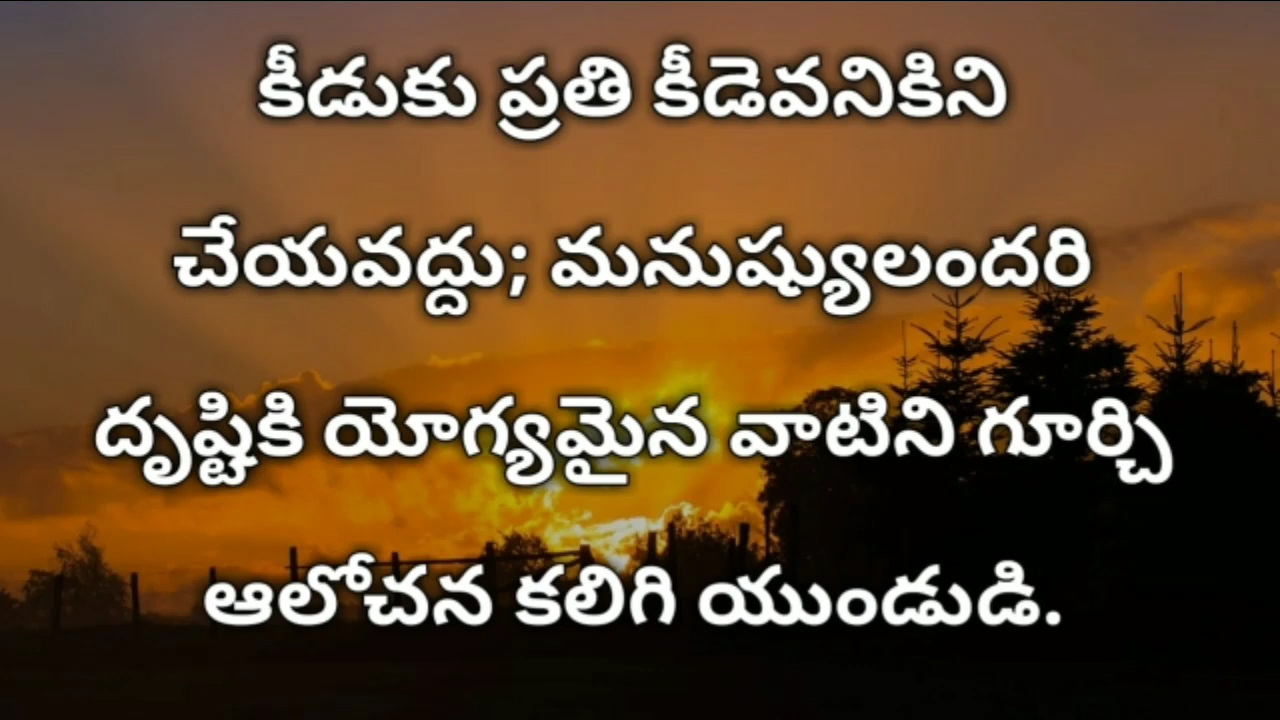 కీడుకు ప్రతి కీడెవనికిని
చేయవద్దు; మనుష్యులందరి
దృష్టికి యోగ్యమైన వాటిని గూర్చి
ఆలోచన కలిగి యుండుడి.